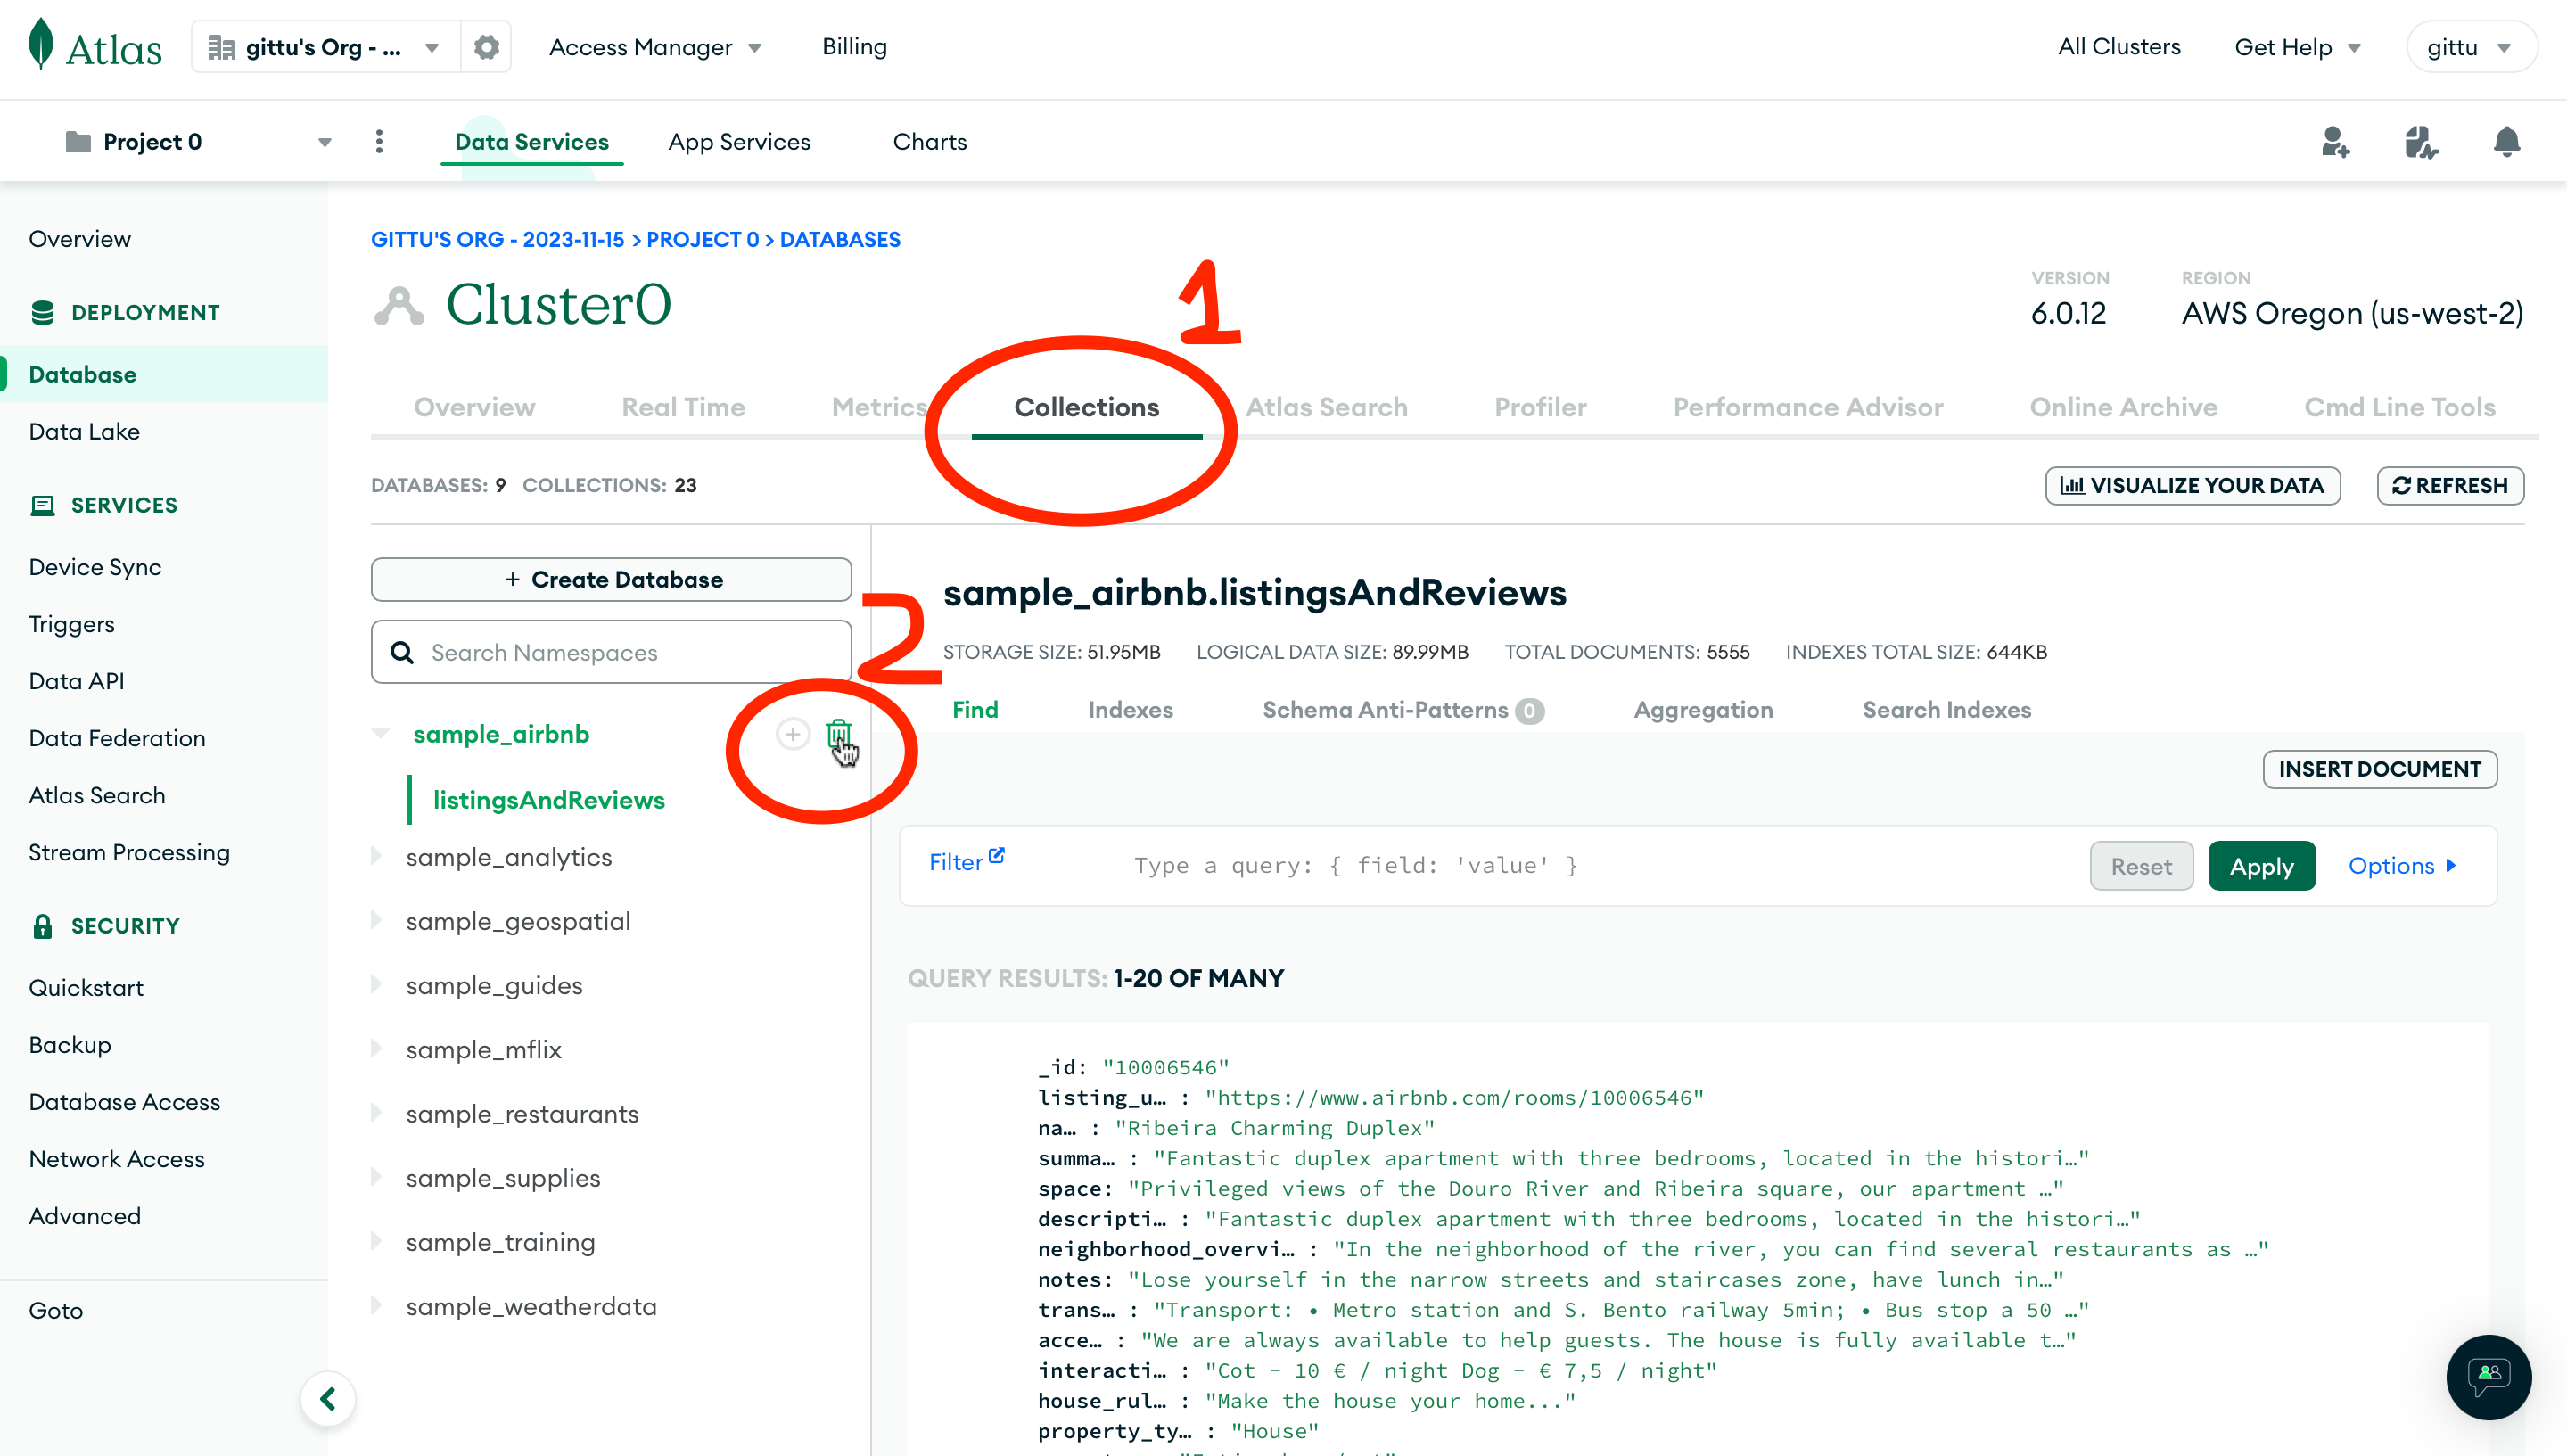 Atlas
gittu's Org - ...
Access Manager
Billing
All Clusters
Get Help
gittu
Project 0
Data Services
App Services
Charts
Overview
DEPLOYMENT
Database
Data Lake
SERVICES
Device Sync
Triggers
Data API
Data Federation
Atlas Search
Stream Processing
SECURITY
Quickstart
Backup
Database Access
Network Access
Advanced
Goto
GITTU'S ORG - 2023-11-15 > PROJECT 0 > DATABASES
Cluster0
1
VERSION
6.0.12
REGION
AWS Oregon (us-west-2)
Overview
Real Time
Metrics
Collections
Atlas Search
Profiler
Performance Advisor
Online Archive
Cmd Line Tools
DATABASES: 9 COLLECTIONS: 23
VISUALIZE YOUR DATA
REFRESH
+ Create Database
Search Namespaces
2
sample_airbnb
listingsAndReviews
sample_analytics
sample_geospatial
sample_guides
sample_mflix
sample_restaurants
sample_supplies
sample_training
sample_weatherdata
sample_airbnb.listingsAndReviews
STORAGE SIZE: 51.95MB LOGICAL DATA SIZE: 89.99MB TOTAL DOCUMENTS: 5555 INDEXES TOTAL SIZE: 644KB
Find
Indexes
Schema Anti-Patterns 0
Aggregation
Search Indexes
INSERT DOCUMENT
Filter
Type a query: { field: 'value' }
Reset
Apply
Options
QUERY RESULTS: 1-20 OF MANY
_id: "10006546"
listing_u… : "https://www.airbnb.com/rooms/10006546"
na… : "Ribeira Charming Duplex"
summa… : "Fantastic duplex apartment with three bedrooms, located in the histori…"
space: "Privileged views of the Douro River and Ribeira square, our apartment …"
descripti… : "Fantastic duplex apartment with three bedrooms, located in the histori…"
neighborhood_overvi… : "In the neighborhood of the river, you can find several restaurants as …"
notes: "Lose yourself in the narrow streets and staircases zone, have lunch in…"
trans… : "Transport: • Metro station and S. Bento railway 5min; • Bus stop a 50 …"
acce… : "We are always available to help guests. The house is fully available t…"
interacti… : "Cot - 10 € / night Dog - € 7,5 / night"
house_rul… : "Make the house your home..."
property_ty… : "House"